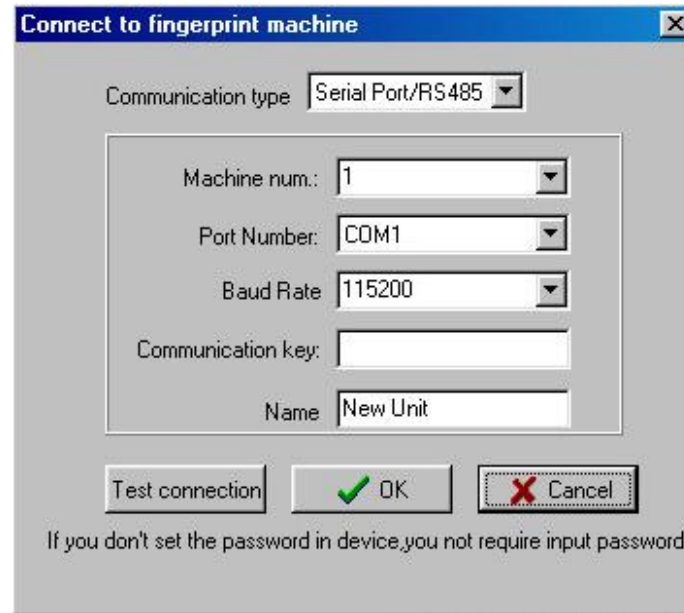 Connect to fingerprint machine
Communication type Serial Port/RS485
Machine num.: 1
Port Number: COM1
Baud Rate 115200
Communication key:
Name New Unit
Test connection OK Cancel
If you don't set the password in device,you not require input password